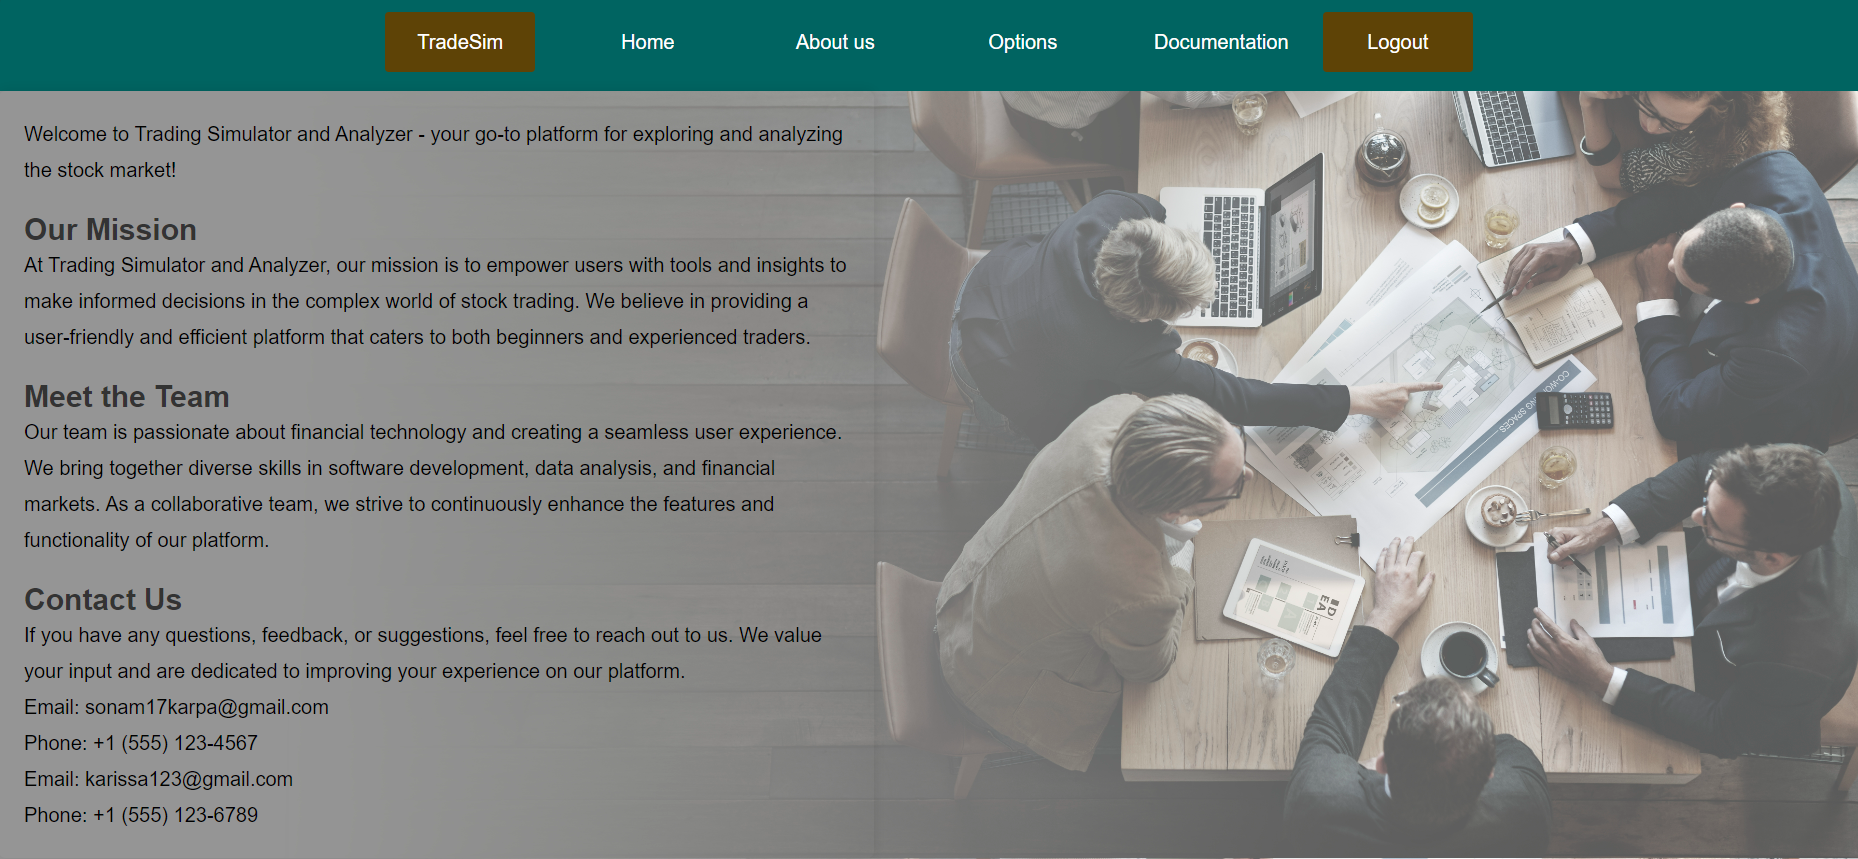 TradeSim
Home
About us
Options
Documentation
Logout
Welcome to Trading Simulator and Analyzer - your go-to platform for exploring and analyzing
the stock market!
Our Mission
At Trading Simulator and Analyzer, our mission is to empower users with tools and insights to
make informed decisions in the complex world of stock trading. We believe in providing a
user-friendly and efficient platform that caters to both beginners and experienced traders.
Meet the Team
Our team is passionate about financial technology and creating a seamless user experience.
We bring together diverse skills in software development, data analysis, and financial
markets. As a collaborative team, we strive to continuously enhance the features and
functionality of our platform.
Contact Us
If you have any questions, feedback, or suggestions, feel free to reach out to us. We value
your input and are dedicated to improving your experience on our platform.
Email: sonam17karpa@gmail.com
Phone: +1 (555) 123-4567
Email: karissa123@gmail.com
Phone: +1 (555) 123-6789
SPACES